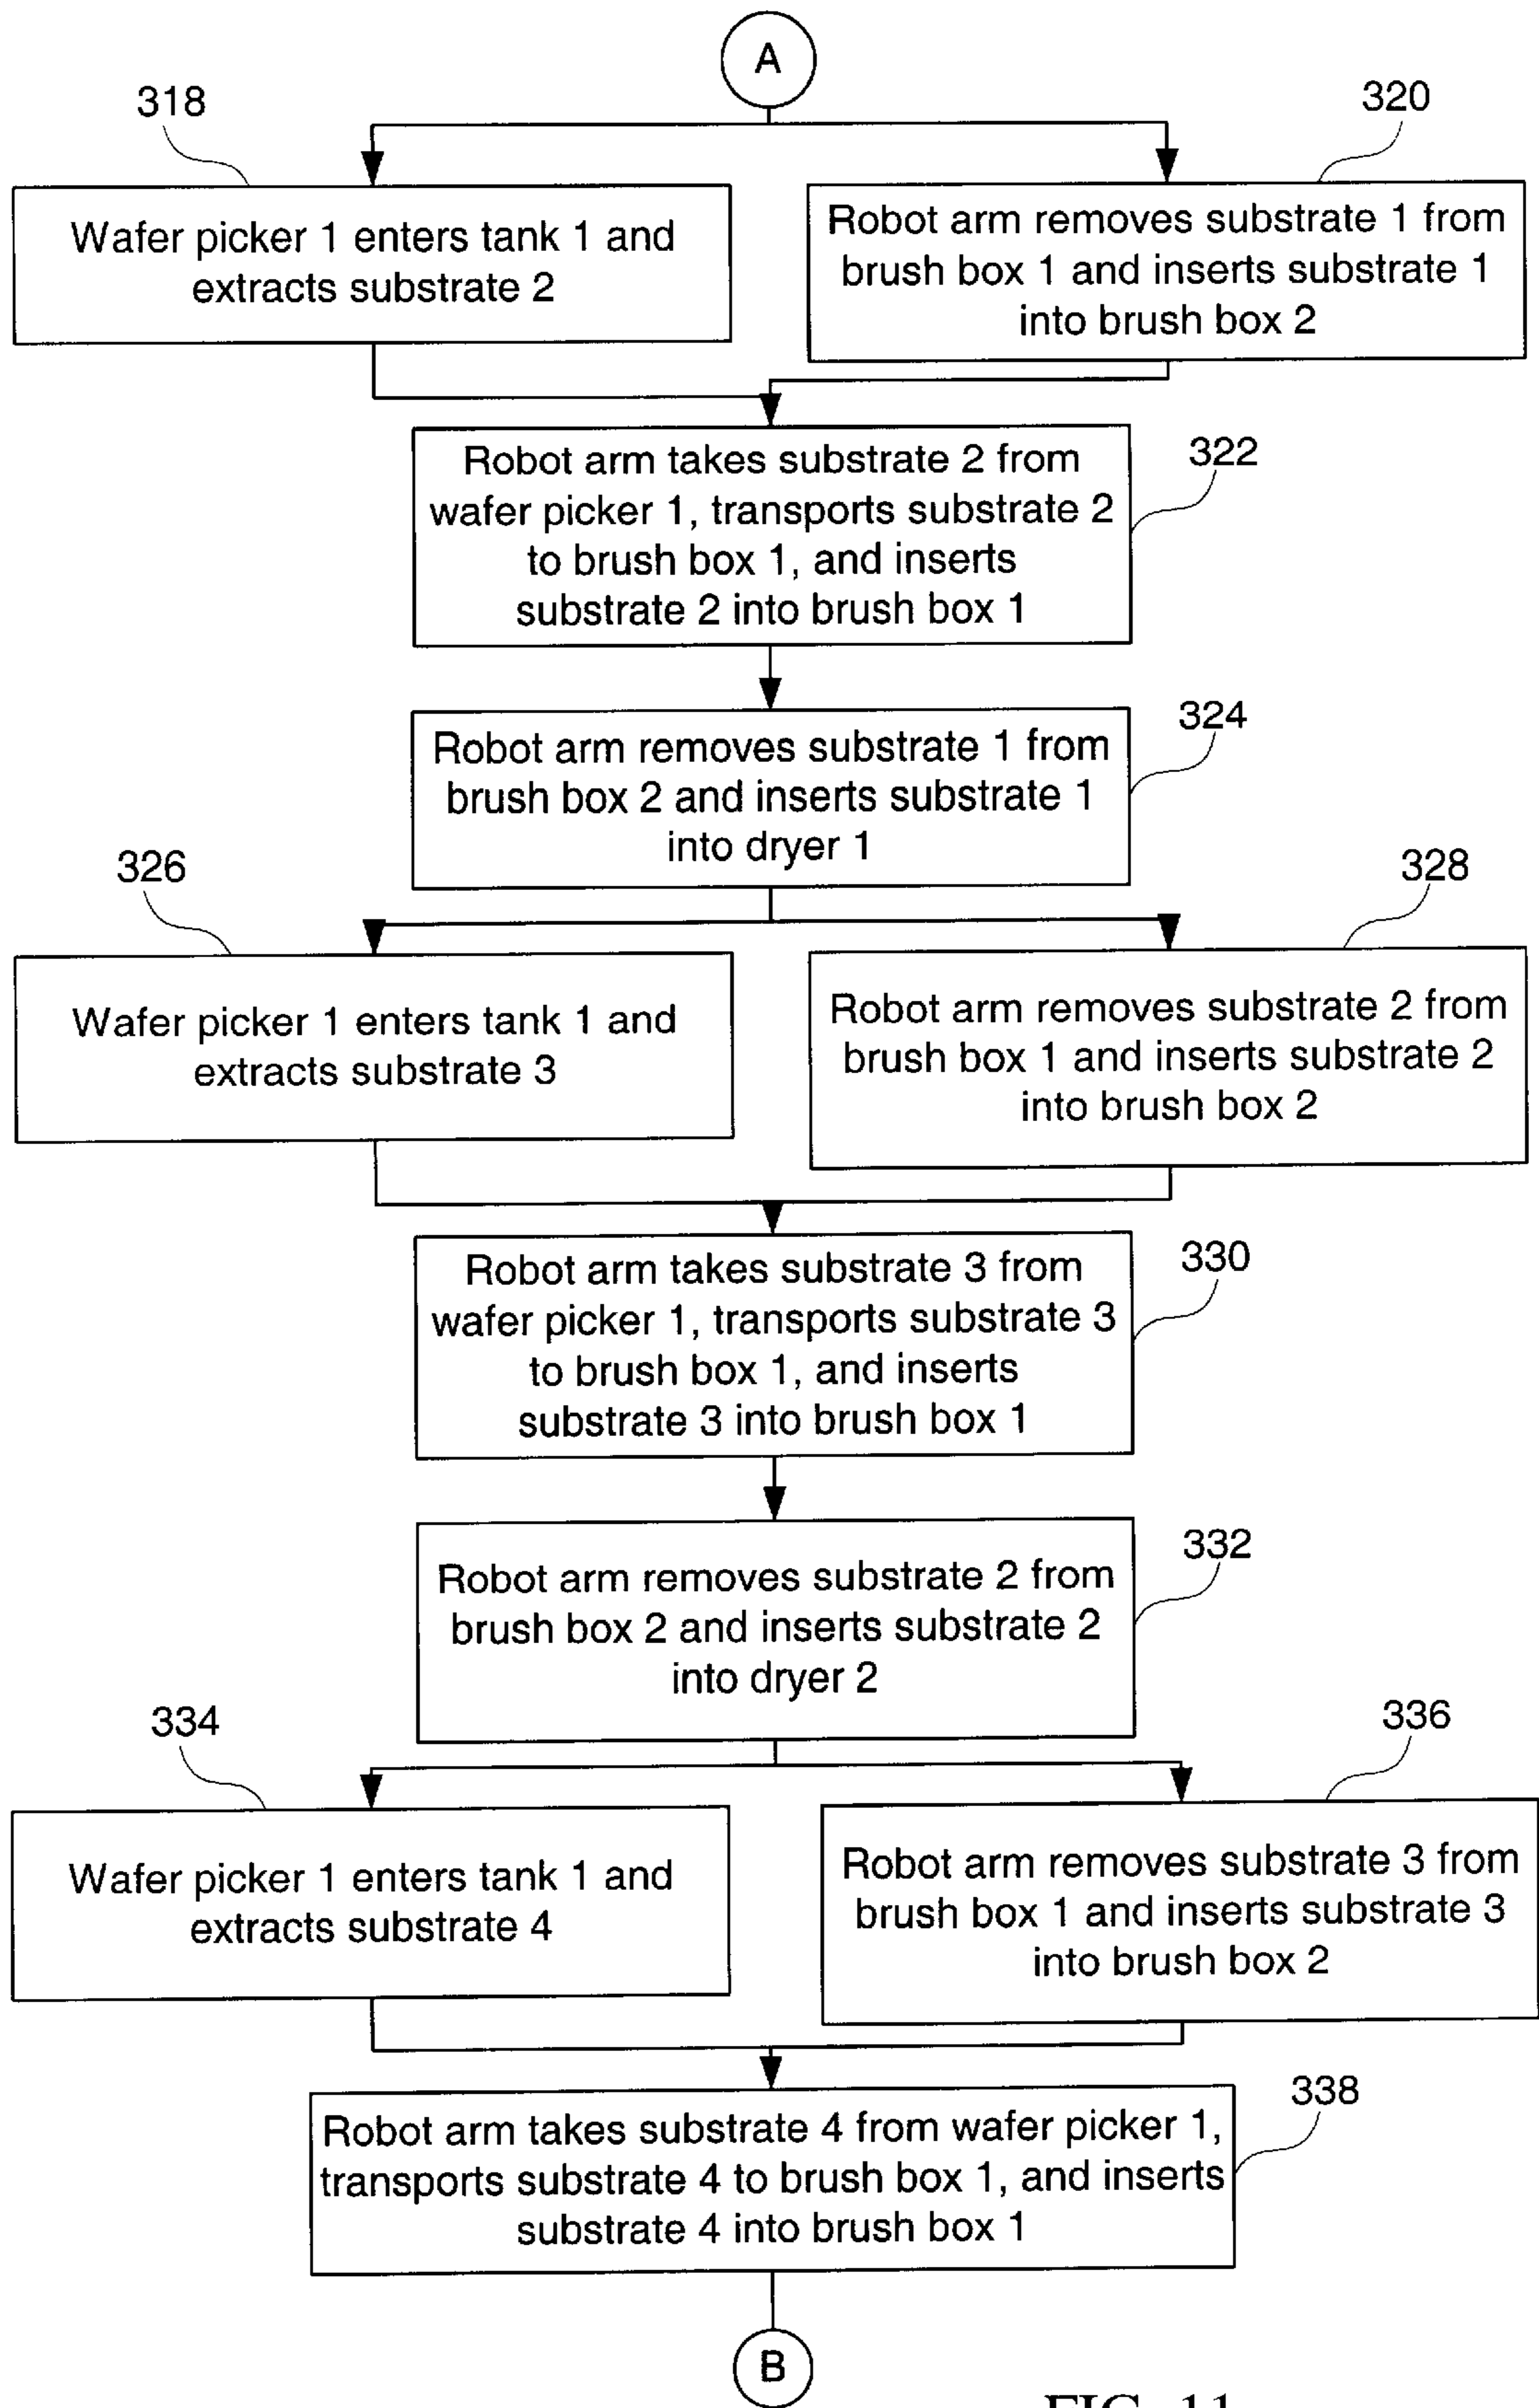 A
318
320
Wafer picker 1 enters tank 1 and
extracts substrate 2
Robot arm removes substrate 1 from
brush box 1 and inserts substrate 1
into brush box 2
Robot arm takes substrate 2 from
wafer picker 1, transports substrate 2
to brush box 1, and inserts
substrate 2 into brush box 1
322
Robot arm removes substrate 1 from
brush box 2 and inserts substrate 1
into dryer 1
324
326
328
Wafer picker 1 enters tank 1 and
extracts substrate 3
Robot arm removes substrate 2 from
brush box 1 and inserts substrate 2
into brush box 2
Robot arm takes substrate 3 from
wafer picker 1, transports substrate 3
to brush box 1, and inserts
substrate 3 into brush box 1
330
Robot arm removes substrate 2 from
brush box 2 and inserts substrate 2
into dryer 2
332
334
336
Wafer picker 1 enters tank 1 and
extracts substrate 4
Robot arm removes substrate 3 from
brush box 1 and inserts substrate 3
into brush box 2
Robot arm takes substrate 4 from wafer picker 1,
transports substrate 4 to brush box 1, and inserts
substrate 4 into brush box 1
338
B
FIG. 11